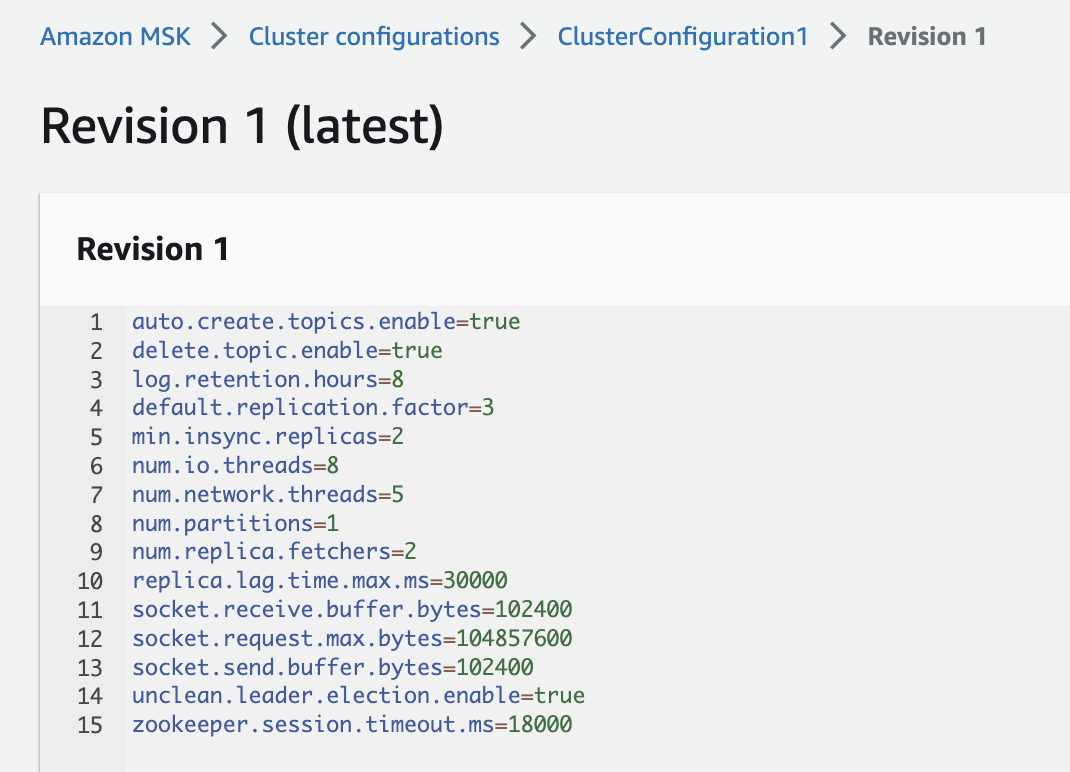 Amazon MSK > Cluster configurations > ClusterConfiguration1 > Revision 1
Revision 1 (latest)
Revision 1
1 auto.create.topics.enable=true
2 delete.topic.enable=true
3 log.retention.hours=8
4 default.replication.factor=3
5 min.insync.replicas=2
6 num.io.threads=8
7 num.network.threads=5
8 num.partitions=1
9 num.replica.fetchers=2
10 replica.lag.time.max.ms=30000
11 socket.receive.buffer.bytes=102400
12 socket.request.max.bytes=104857600
13 socket.send.buffer.bytes=102400
14 unclean.leader.election.enable=true
15 zookeeper.session.timeout.ms=18000